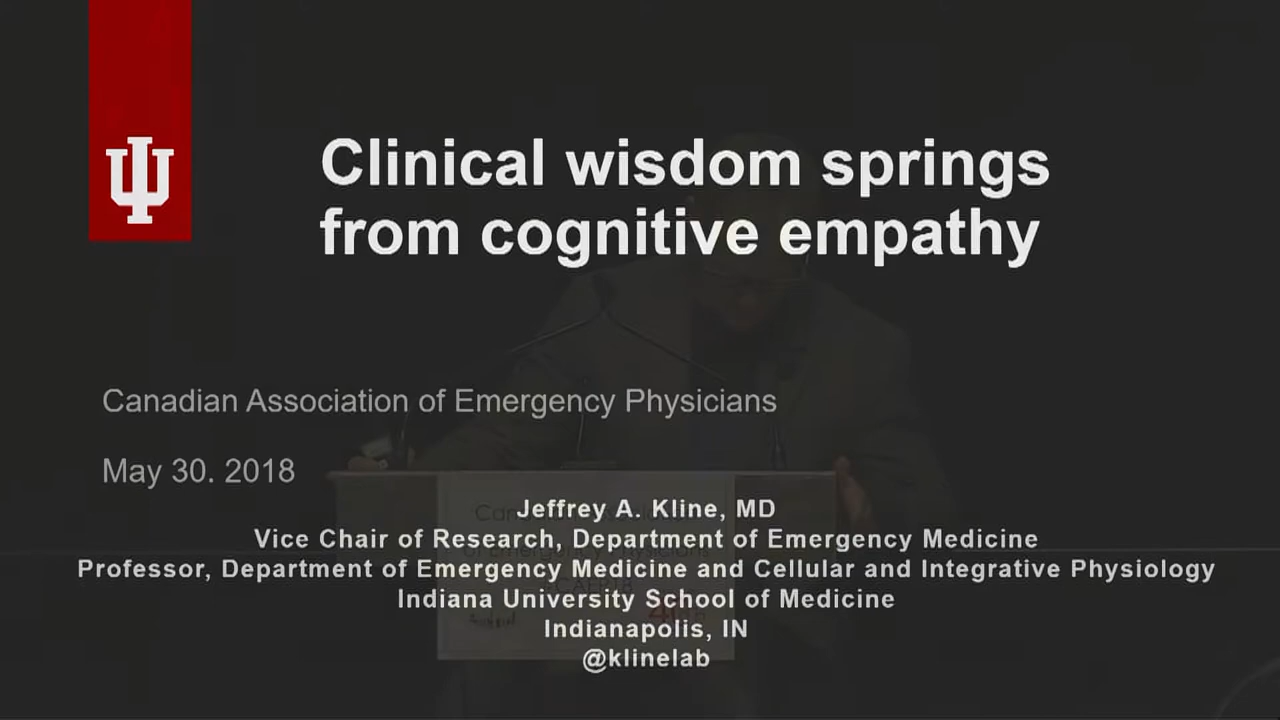 Clinical wisdom springs
from cognitive empathy
Canadian Association of Emergency Physicians
May 30. 2018
Jeffrey A. Kline, MD
Vice Chair of Research, Department of Emergency Medicine
Professor, Department of Emergency Medicine and Cellular and Integrative Physiology
Indiana University School of Medicine
Indianapolis, IN
@klinelab